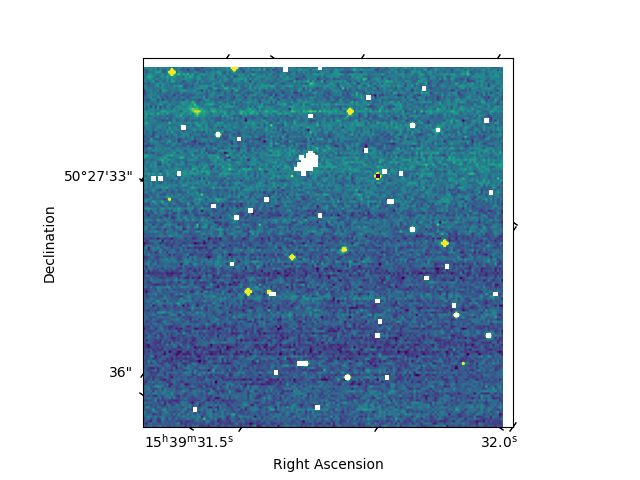 50°27'33"
Declination
36"
15ʰ39ᵐ31.5ˢ
32.0ˢ
Right Ascension